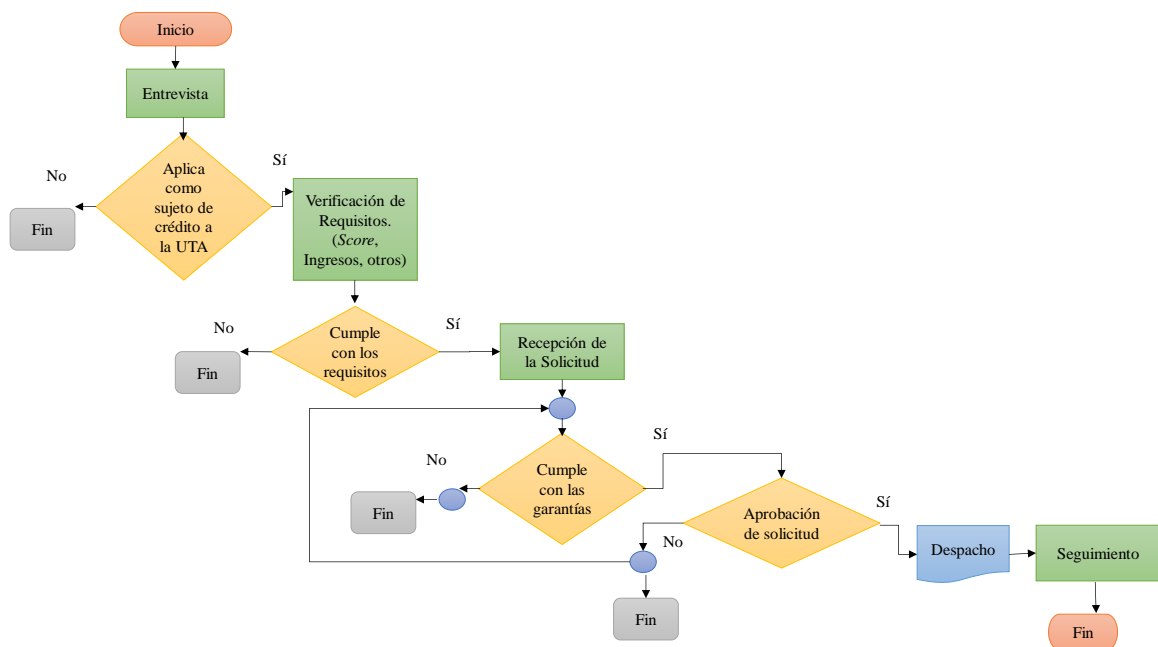 Inicio
Entrevista
Aplica
como
sujeto de
crédito a
la UTA
No
Fin
Sí
Verificación de
Requisitos.
(Score,
Ingresos, otros)
Cumple
con los
requisitos
No
Fin
Sí
Recepción de
la Solicitud
Cumple
con las
garantías
No
Fin
Sí
Aprobación
de solicitud
No
Fin
Sí
Despacho
Seguimiento
Fin